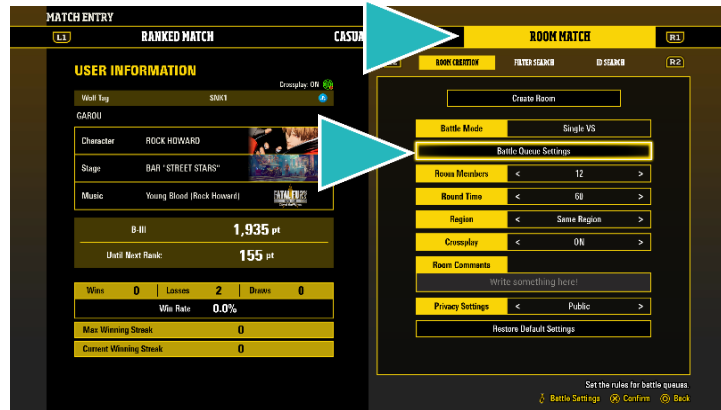 MATCH ENTRY
L1 RANKED MATCH CASUA ROOM MATCH R1
ROOM CREATION FILTER SEARCH ID SEARCH R2
USER INFORMATION
Crossplay: ON
Wolf Tag SNK1
GAROU
Character ROCK HOWARD
Stage BAR "STREET STARS"
Music Young Blood (Rock Howard)
FATAL FURY
B-III 1,935 pt
Until Next Rank: 155 pt
Wins 0 Losses 2 Draws 0
Win Rate 0.0%
Max Winning Streak 0
Current Winning Streak 0
Create Room
Battle Mode Single VS
Battle Queue Settings
Room Members < 12 >
Round Time < 60 >
Region < Same Region >
Crossplay < ON >
Room Comments
Write something here!
Privacy Settings < Public >
Restore Default Settings
Set the rules for battle queues.
Battle Settings Confirm Back